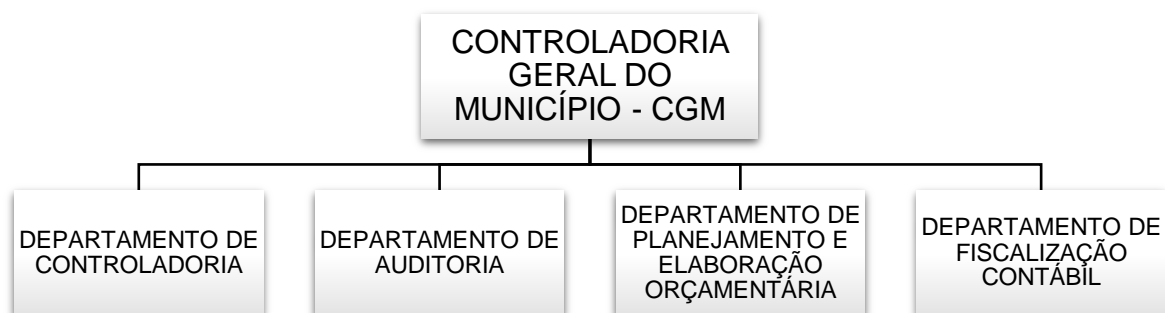 CONTROLADORIA
GERAL DO
MUNICÍPIO - CGM
DEPARTAMENTO DE
CONTROLADORIA
DEPARTAMENTO DE
AUDITORIA
DEPARTAMENTO DE
PLANEJAMENTO E
ELABORAÇÃO
ORÇAMENTÁRIA
DEPARTAMENTO DE
FISCALIZAÇÃO
CONTÁBIL